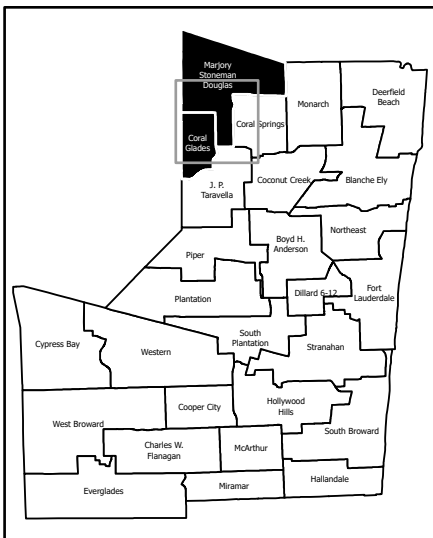 Marjory
Stoneman
Douglas
Deerfield
Beach
Monarch
Coral Springs
Coral
Glades
Coconut Creek
Blanche Ely
J. P.
Taravella
Northeast
Boyd H.
Anderson
Piper
Dillard 6-12
Fort
Lauderdale
Plantation
South
Plantation
Stranahan
Cypress Bay
Western
Hollywood
Hills
Cooper City
West Broward
South Broward
Charles W.
Flanagan
McArthur
Hallandale
Miramar
Everglades